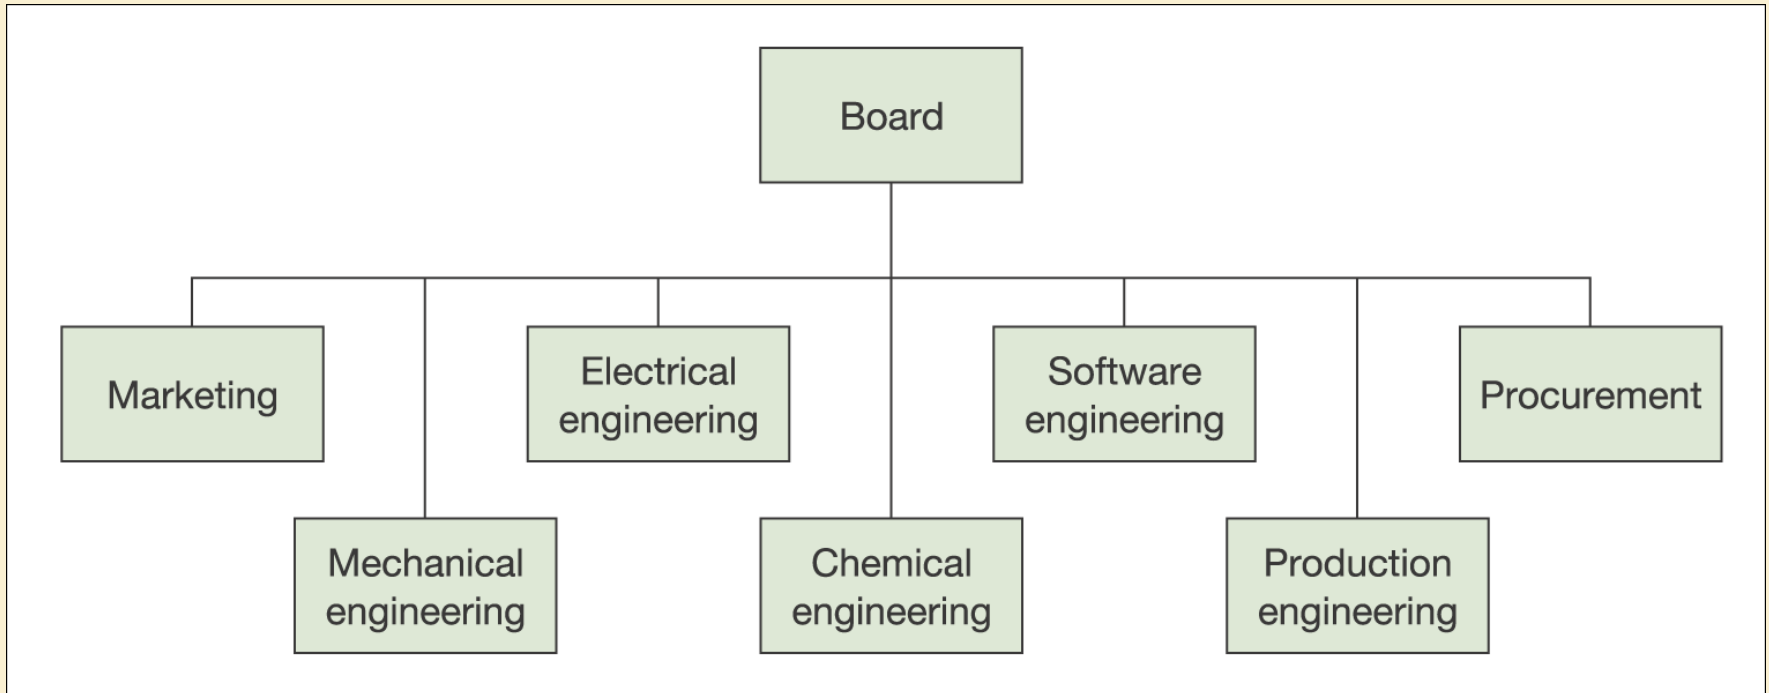 Board
Marketing
Electrical
engineering
Software
engineering
Procurement
Mechanical
engineering
Chemical
engineering
Production
engineering